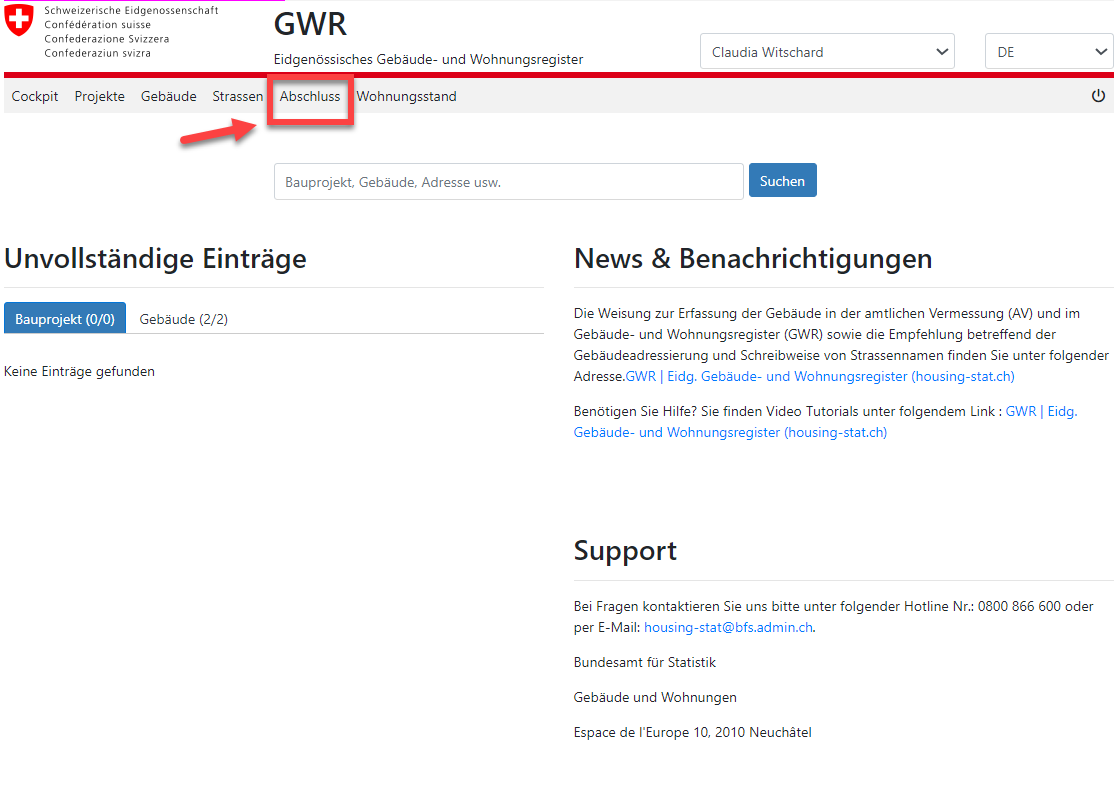 Schweizerische Eidgenossenschaft
Confédération suisse
Confederazione Svizzera
Confederaziun svizra
GWR
Eidgenössisches Gebäude- und Wohnungsregister
Claudia Witschard
DE
Cockpit Projekte Gebäude Strassen Abschluss Wohnungsstand
Bauprojekt, Gebäude, Adresse usw.
Suchen
Unvollständige Einträge
Bauprojekt (0/0) Gebäude (2/2)
Keine Einträge gefunden
News & Benachrichtigungen
Die Weisung zur Erfassung der Gebäude in der amtlichen Vermessung (AV) und im
Gebäude- und Wohnungsregister (GWR) sowie die Empfehlung betreffend der
Gebäudeadressierung und Schreibweise von Strassennamen finden Sie unter folgender
Adresse.GWR | Eidg. Gebäude- und Wohnungsregister (housing-stat.ch)
Benötigen Sie Hilfe? Sie finden Video Tutorials unter folgendem Link : GWR | Eidg.
Gebäude- und Wohnungsregister (housing-stat.ch)
Support
Bei Fragen kontaktieren Sie uns bitte unter folgender Hotline Nr.: 0800 866 600 oder
per E-Mail: housing-stat@bfs.admin.ch.
Bundesamt für Statistik
Gebäude und Wohnungen
Espace de l'Europe 10, 2010 Neuchâtel